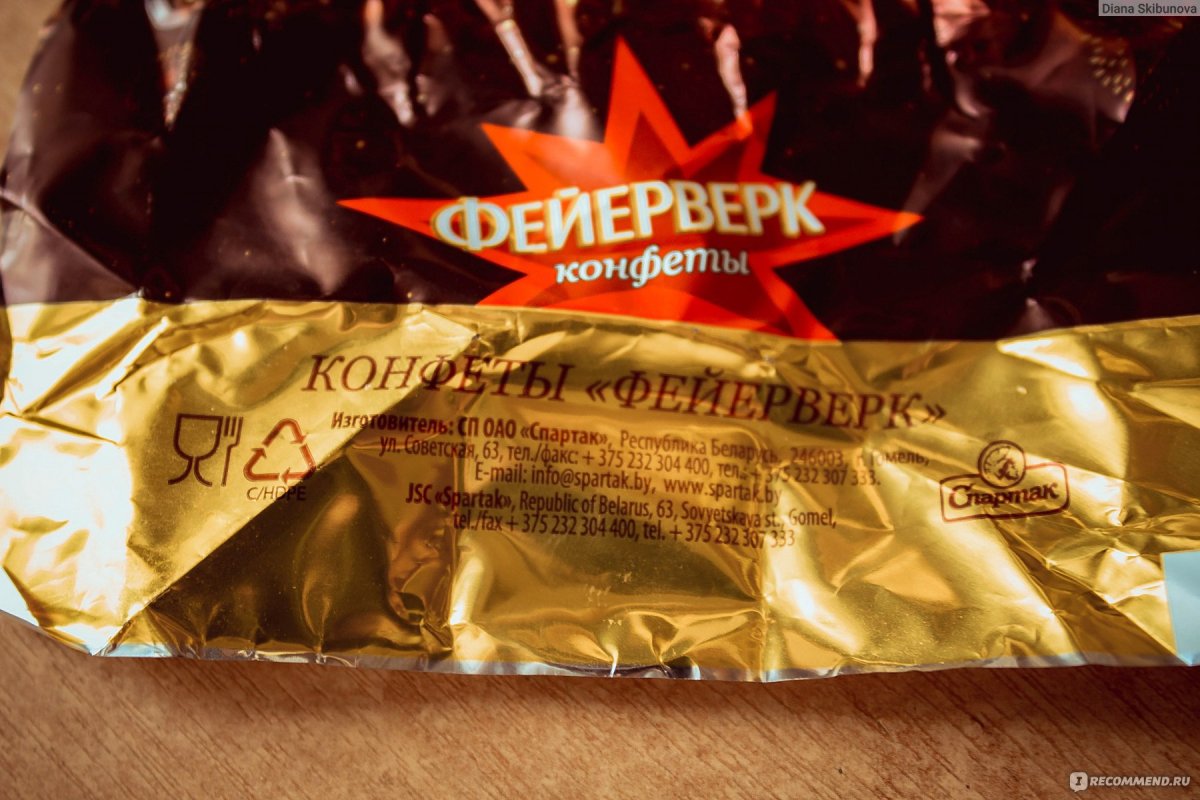 Diana Skibunova
ФЕЙЕРВЕРК
конфеты
КОНФЕТЫ «ФЕЙЕРВЕРК»
Изготовитель: СП ОАО «Спартак», Республика Беларусь, 246003, г. Гомель,
ул. Советская, 63, тел./факс: + 375 232 304 400, тел.: + 375 232 307 333.
E-mail: info@spartak.by, www.spartak.by
JSC «Spartak», Republic of Belarus, 63, Sovyetskaya st., Gomel,
tel./fax + 375 232 304 400, tel. + 375 232 307 333
C/HDPE
Спартак
RECOMMEND.RU